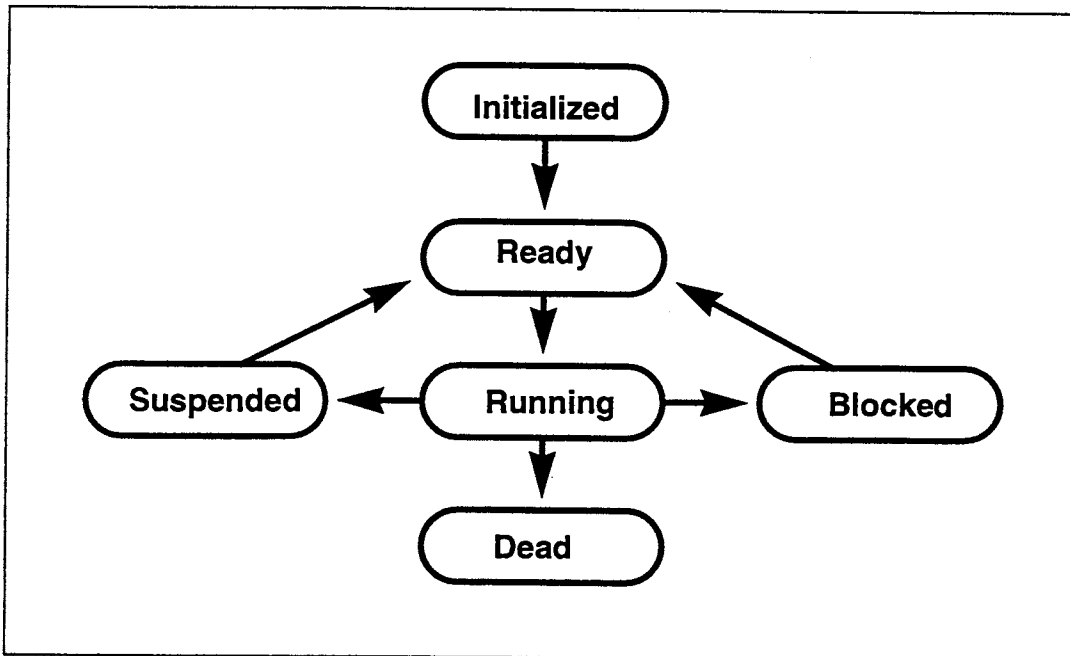 Initialized
Ready
Suspended
Running
Blocked
Dead